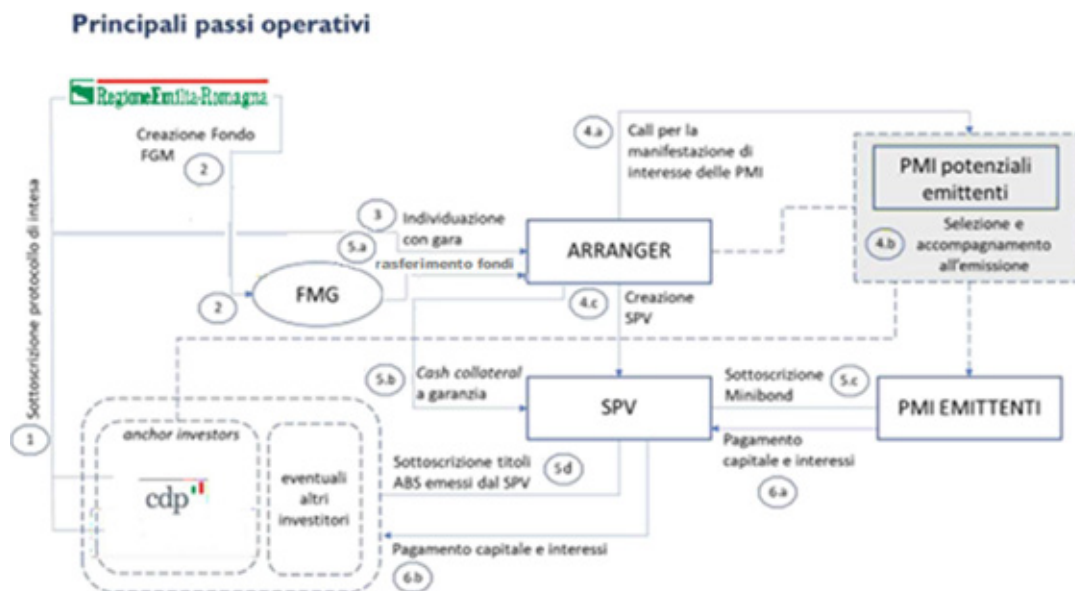 Principali passi operativi
RegioneEmilia-Romagna
Creazione Fondo
FGM
2
Sottoscrizione protocollo di intesa
1
3
Individuazione
con gara
5.a
rasferimento fondi
2
FMG
4.a
Call per la
manifestazione di
interesse delle PMI
ARRANGER
PMI potenziali
emittenti
4.b
Selezione e
accompagnamento
all'emissione
4.c
Creazione
SPV
5.b
Cash collateral
a garanzia
SPV
Sottoscrizione
Minibond
5.c
PMI EMITTENTI
Pagamento
capitale e interessi
6.a
anchor investors
cdp
eventuali
altri
investitori
Sottoscrizione titoli
ABS emessi dal SPV
5d
Pagamento capitale e interessi
6.b